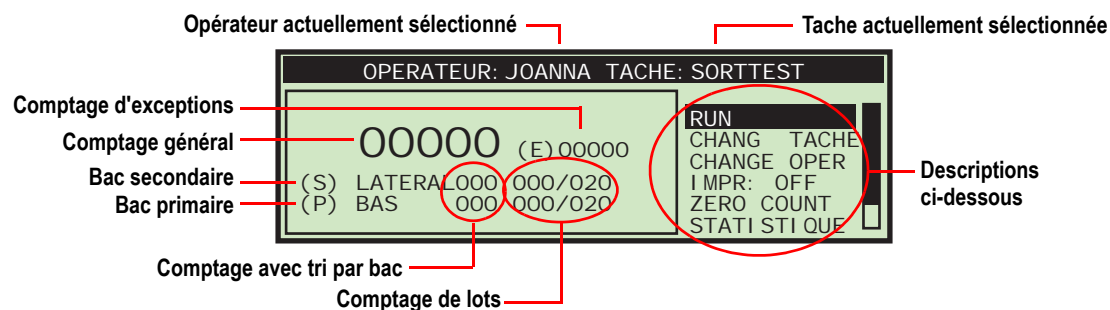 Opérateur actuellement sélectionné
Tache actuellement sélectionnée
OPERATEUR: JOANNA TACHE: SORTTEST
Comptage d'exceptions
Comptage général
Bac secondaire
Bac primaire
00000 (E)00000
(S) LATERAL000 000/020
(P) BAS 000 000/020
RUN
CHANG TACHE
CHANGE OPER
IMPR: OFF
ZERO COUNT
STATISTIQUE
Descriptions
ci-dessous
Comptage avec tri par bac
Comptage de lots